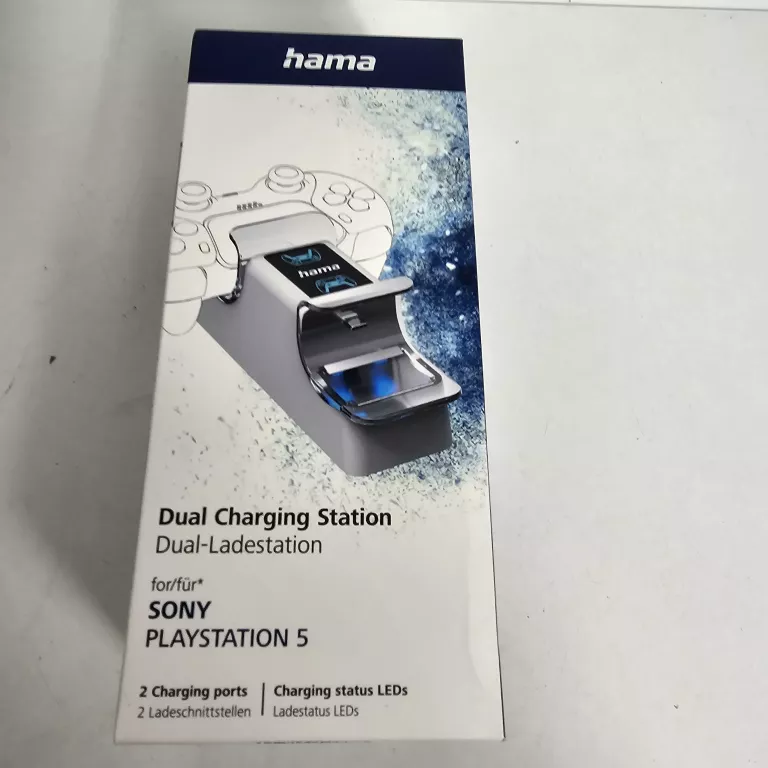 hama
hama
Dual Charging Station
Dual-Ladestation
for/für*
SONY
PLAYSTATION 5
2 Charging ports
2 Ladeschnittstellen
Charging status LEDs
Ladestatus LEDs